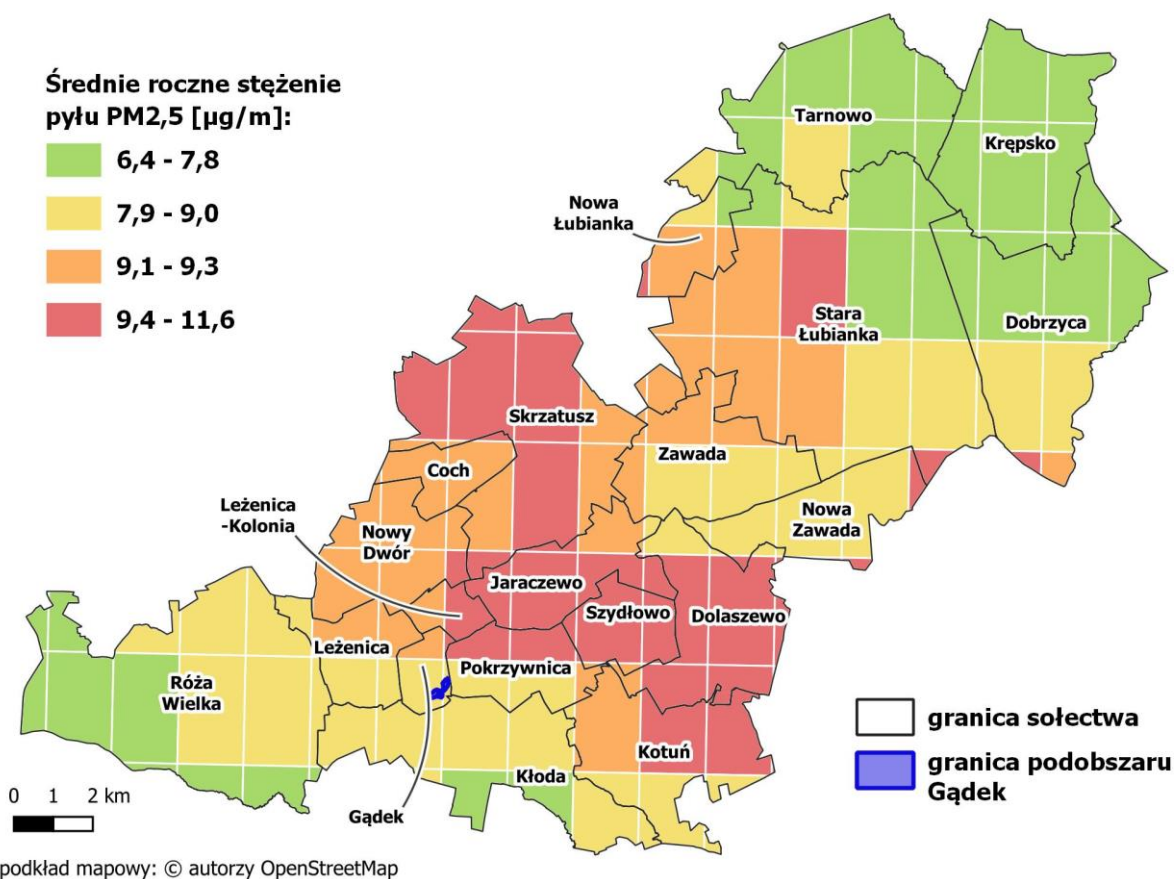 Średnie roczne stężenie
pyłu PM2,5 [µg/m]:
6,4 - 7,8
7,9 - 9,0
9,1 - 9,3
9,4 - 11,6
Tarnowo
Krępsko
Nowa
Łubianka
Stara
Łubianka
Dobrzyca
Skrzatusz
Zawada
Coch
Leżenica
-Kolonia
Nowy
Dwór
Nowa
Zawada
Jaraczewo
Szydłowo
Dolaszewo
Leżenica
Pokrzywnica
Róża
Wielka
Kotuń
Kłoda
Gądek
granica sołectwa
granica podobszaru
Gądek
0 1 2 km
podkład mapowy: © autorzy OpenStreetMap